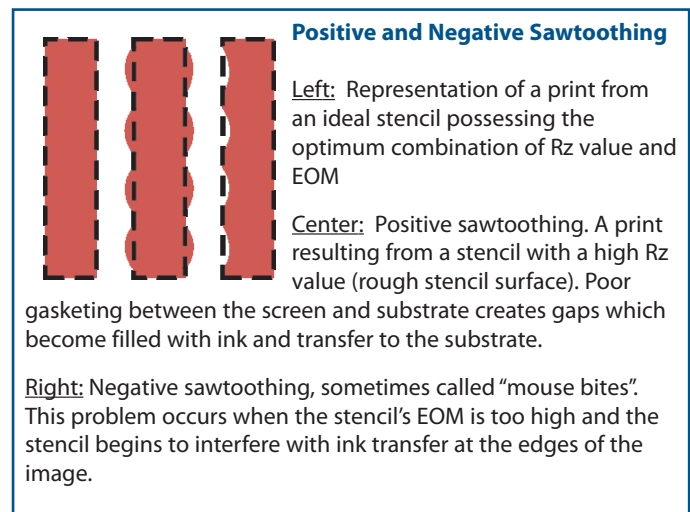 Positive and Negative Sawtoothing
Left: Representation of a print from
an ideal stencil possessing the
optimum combination of Rz value and
EOM
Center: Positive sawtoothing. A print
resulting from a stencil with a high Rz
value (rough stencil surface). Poor
gasketing between the screen and substrate creates gaps which
become filled with ink and transfer to the substrate.
Right: Negative sawtoothing, sometimes called “mouse bites”.
This problem occurs when the stencil’s EOM is too high and the
stencil begins to interfere with ink transfer at the edges of the
image.